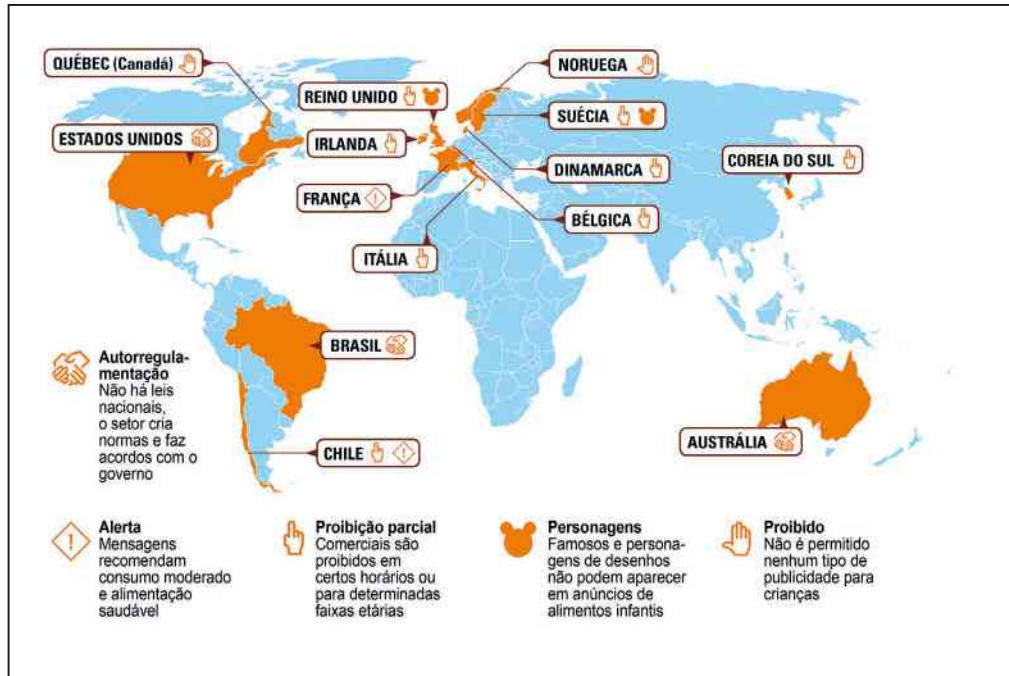 QUÉBEC (Canadá)
NORUEGA
REINO UNIDO
SUÉCIA
ESTADOS UNIDOS
IRLANDA
DINAMARCA
COREIA DO SUL
FRANÇA
BÉLGICA
ITÁLIA
BRASIL
AUSTRÁLIA
CHILE
Autorregula-
mentação
Não há leis
nacionais,
o setor cria
normas e faz
acordos com o
governo
Alerta
Mensagens
recomendam
consumo moderado
e alimentação
saudável
Proibição parcial
Comerciais são
proibidos em
certos horários ou
para determinadas
faixas etárias
Personagens
Famosos e persona-
gens de desenhos
não podem aparecer
em anúncios de
alimentos infantis
Proibido
Não é permitido
nenhum tipo de
publicidade para
crianças